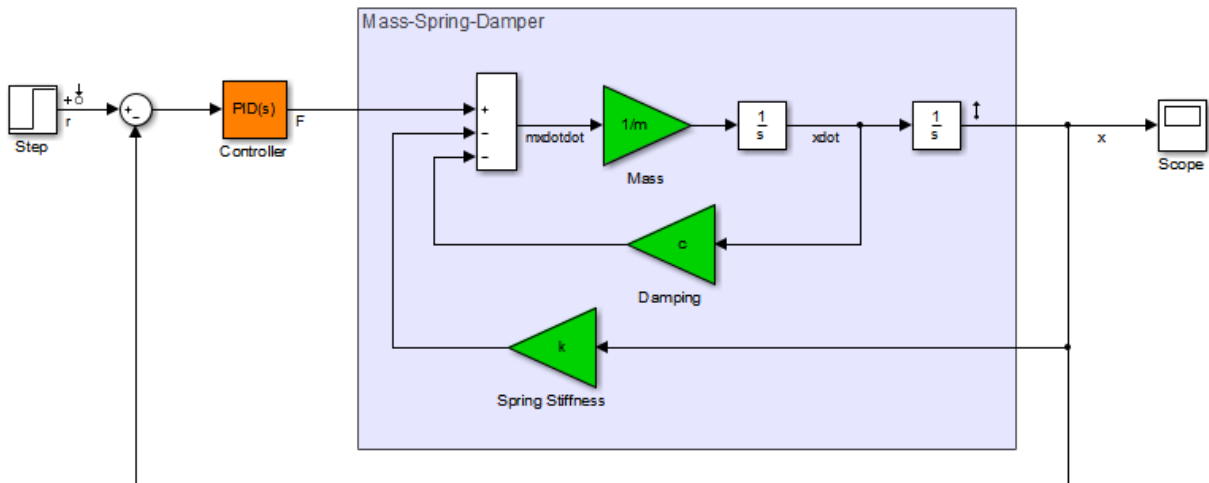 Mass-Spring-Damper
Step
r
+
-
PID(s)
Controller
F
+
-
-
mxdotdot
1/m
Mass
1
s
xdot
1
s
x
Scope
c
Damping
k
Spring Stiffness